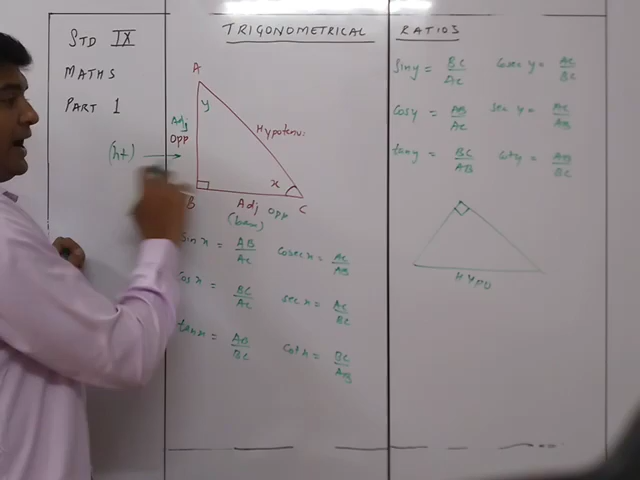 STD IX
MATHS
PART 1
TRIGONOMETRICAL RATIOS
A
y
Adj
opp
(ht.)
Hypotenu:
x
B
C
Adj opp
(base)
sin x = AB/AC cosec x = AC/AB
cos x = BC/AC sec x = AC/BC
tan x = AB/BC cot x = BC/AB
sin y = BC/AC cosec y = AC/BC
cos y = AB/AC sec y = AC/AB
tan y = BC/AB cot y = AB/BC
HYPO